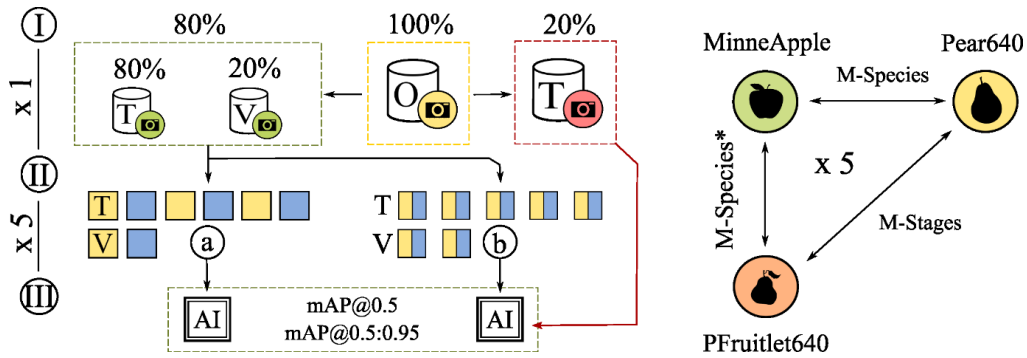 I
80%
100%
20%
80%
20%
T
V
O
T
x 1
II
T
V
a
T
V
b
x 5
III
AI
mAP@0.5
mAP@0.5:0.95
AI
MinneApple
Pear640
M-Species
M-Species*
x 5
M-Stages
PFruitlet640